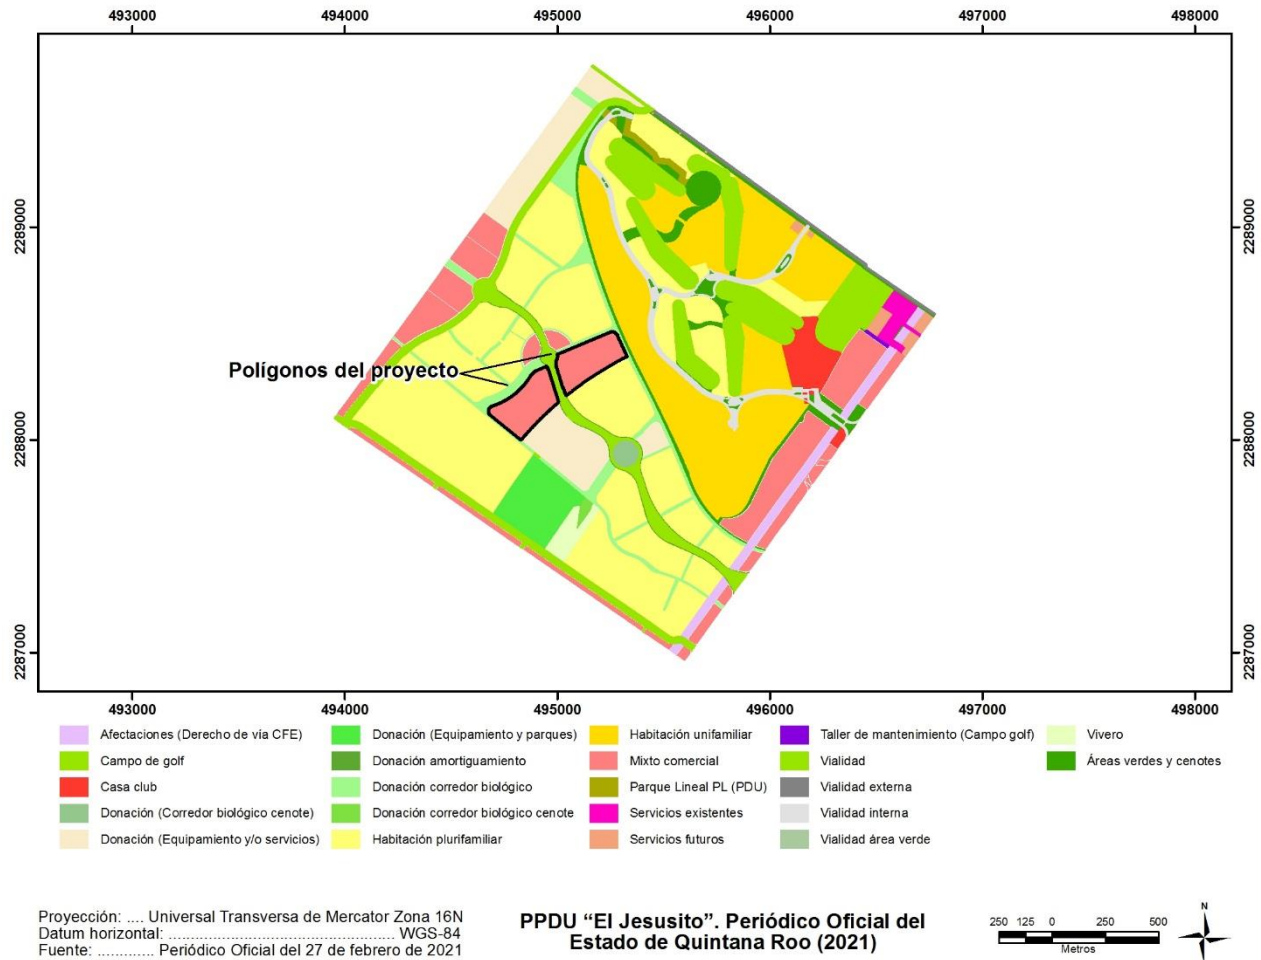 493000 494000 495000 496000 497000 498000
2289000 2289000
Polígonos del proyecto
2288000 2288000
2287000 2287000
493000 494000 495000 496000 497000 498000
Afectaciones (Derecho de via CFE)
Campo de golf
Casa club
Donación (Corredor biológico cenote)
Donación (Equipamiento y/o servicios)
Donación (Equipamiento y parques)
Donación amortiguamiento
Donación corredor biológico
Donación corredor biológico cenote
Habitación plurifamiliar
Habitación unifamiliar
Mixto comercial
Parque Lineal PL (PDU)
Servicios existentes
Servicios futuros
Taller de mantenimiento (Campo golf)
Vialidad
Vialidad externa
Vialidad interna
Vialidad área verde
Vivero
Áreas verdes y cenotes
Proyección: .... Universal Transversa de Mercator Zona 16N
Datum horizontal: ................................................ WGS-84
Fuente: ............. Periódico Oficial del 27 de febrero de 2021
PPDU “El Jesusito”. Periódico Oficial del
Estado de Quintana Roo (2021)
250 125 0 250 500
Metros
N